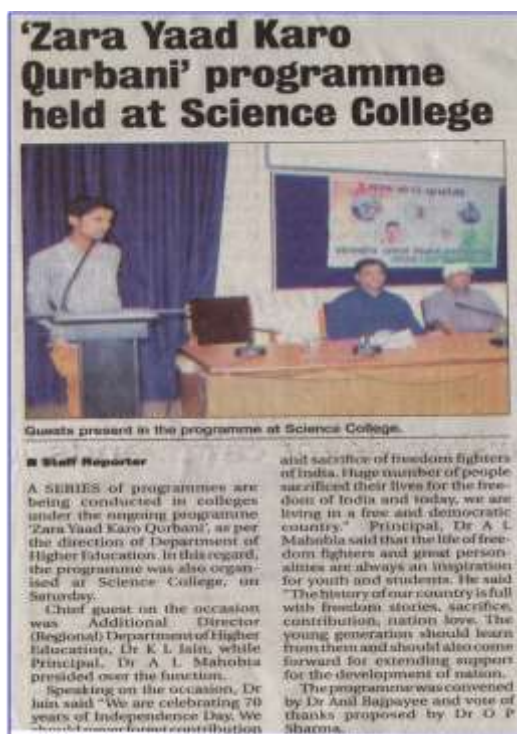 'Zara Yaad Karo
Qurbani' programme
held at Science College
Guests present in the programme at Science College.
■ Staff Reporter
A SERIES of programmes are
being conducted in colleges
under the ongoing programme
'Zara Yaad Karo Qurbani', as per
the direction of Department of
Higher Education. In this regard,
the programme was also organ-
ised at Science College, on
Saturday.
Chief guest on the occasion
was Additional Director
(Regional) Department of Higher
Education, Dr K L Jain, while
Principal, Dr A L Mahobia
presided over the function.
Speaking on the occasion, Dr
Jain said "We are celebrating 70
years of Independence Day. We
should never forget contribution
and sacrifice of freedom fighters
of India. Huge number of people
sacrificed their lives for the free-
dom of India and today, we are
living in a free and democratic
country." Principal, Dr A L
Mahobia said that the life of free-
dom fighters and great person-
alities are always an inspiration
for youth and students. He said
"The history of our country is full
with freedom stories, sacrifice,
contribution, nation love. The
young generation should learn
from them and should also come
forward for extending support
for the development of nation.
The programme was convened
by Dr Anil Bajpayee and vote of
thanks proposed by Dr O P
Sharma.